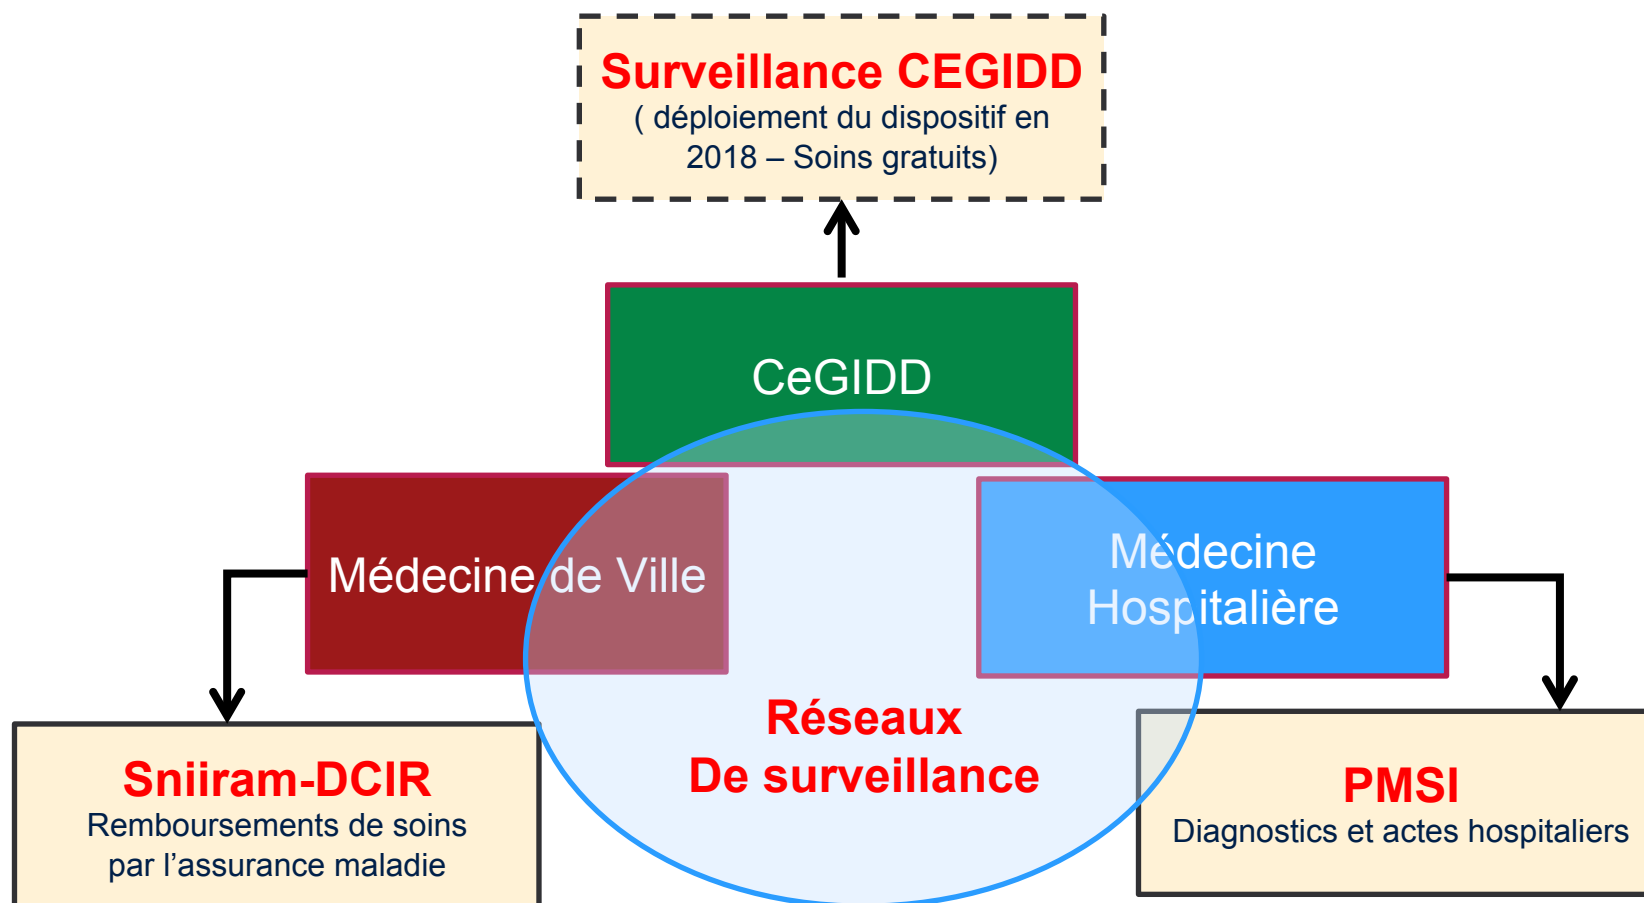 Surveillance CEGIDD
( déploiement du dispositif en
2018 – Soins gratuits)
CeGIDD
Médecine de Ville
Médecine
Hospitalière
Réseaux
De surveillance
Sniiram-DCIR
Remboursements de soins
par l’assurance maladie
PMSI
Diagnostics et actes hospitaliers